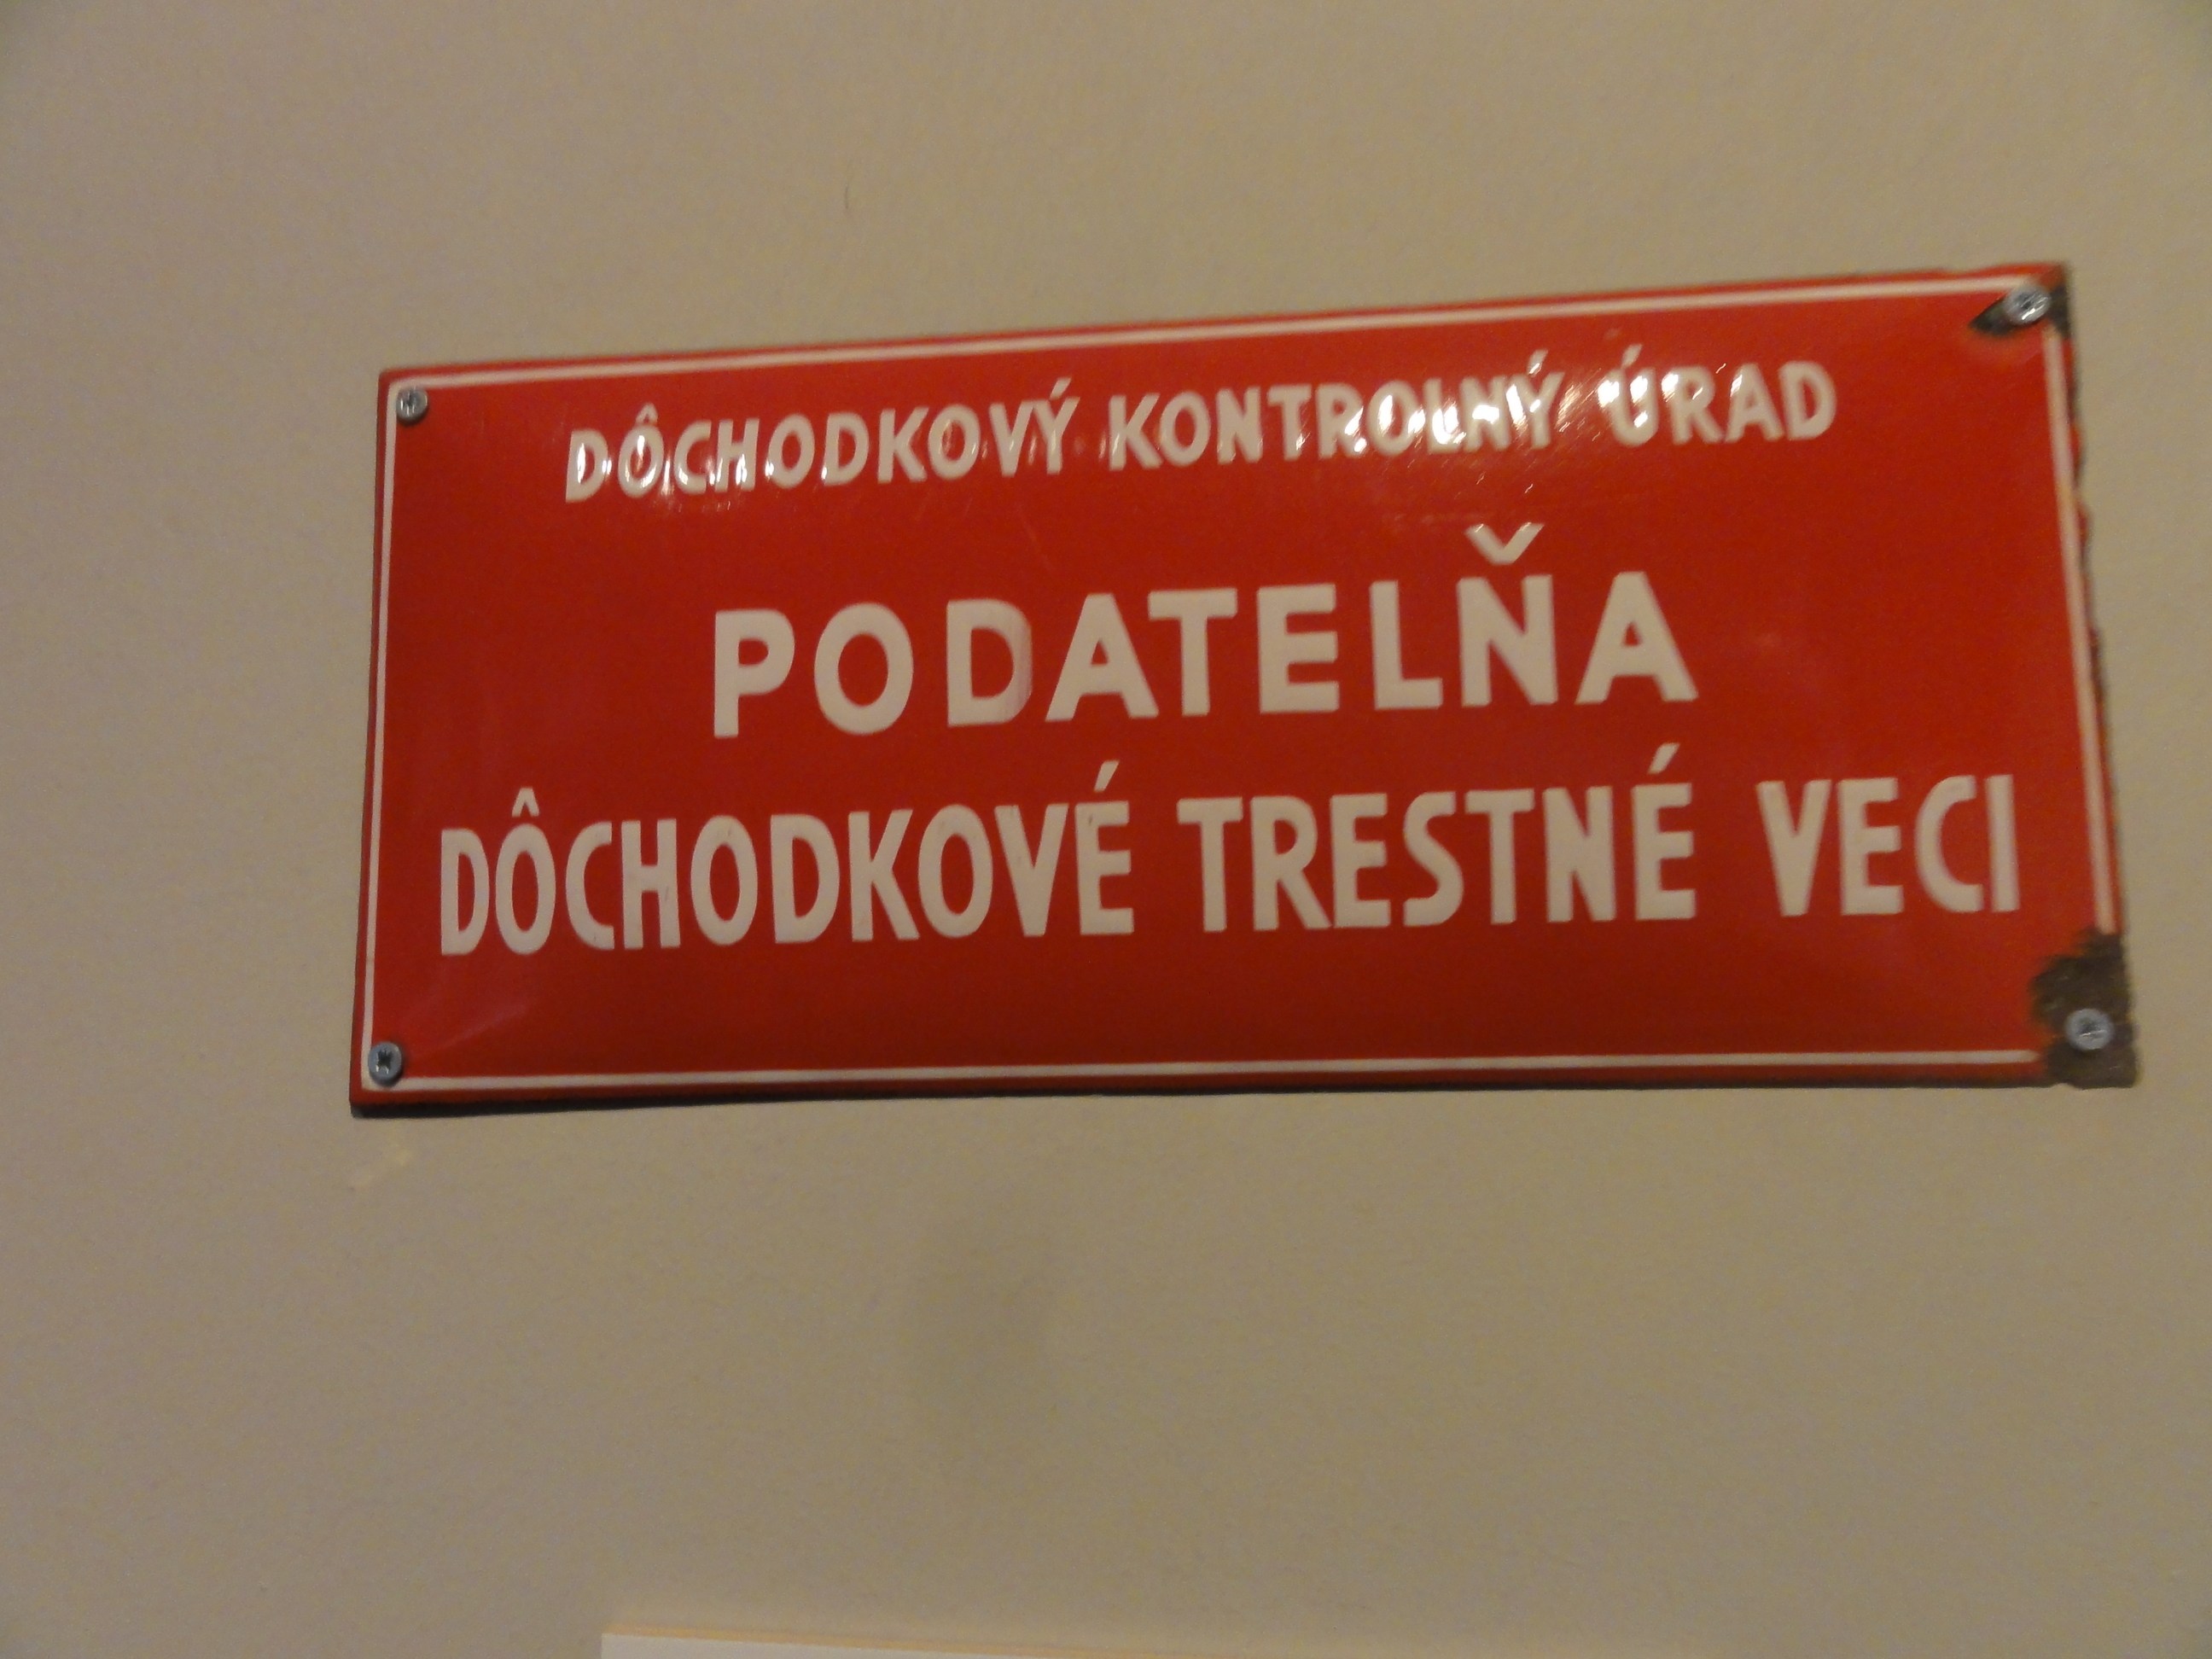 DÔCHODKOVÝ KONTROLNÝ ÚRAD
PODATELŇA
DÔCHODKOVÉ TRESTNÉ VECI